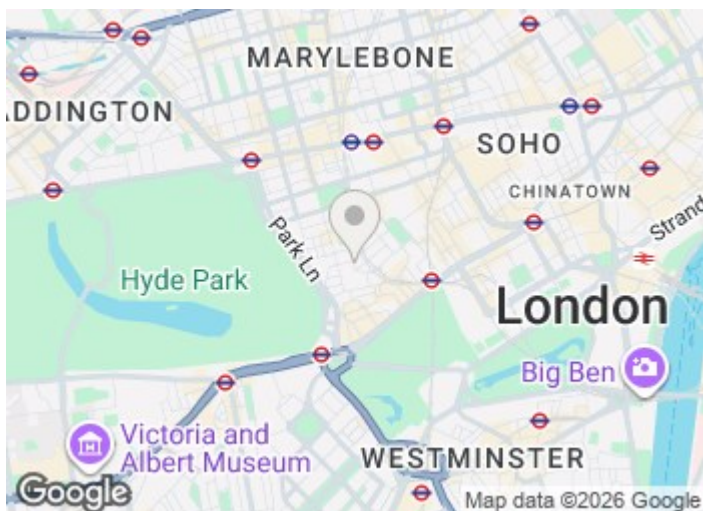 MARYLEBONE
ADDINGTON
SOHO
CHINATOWN
Strand
Park Ln
Hyde Park
London
Big Ben
Victoria and
Albert Museum
WESTMINSTER
Google
Map data ©2026 Google